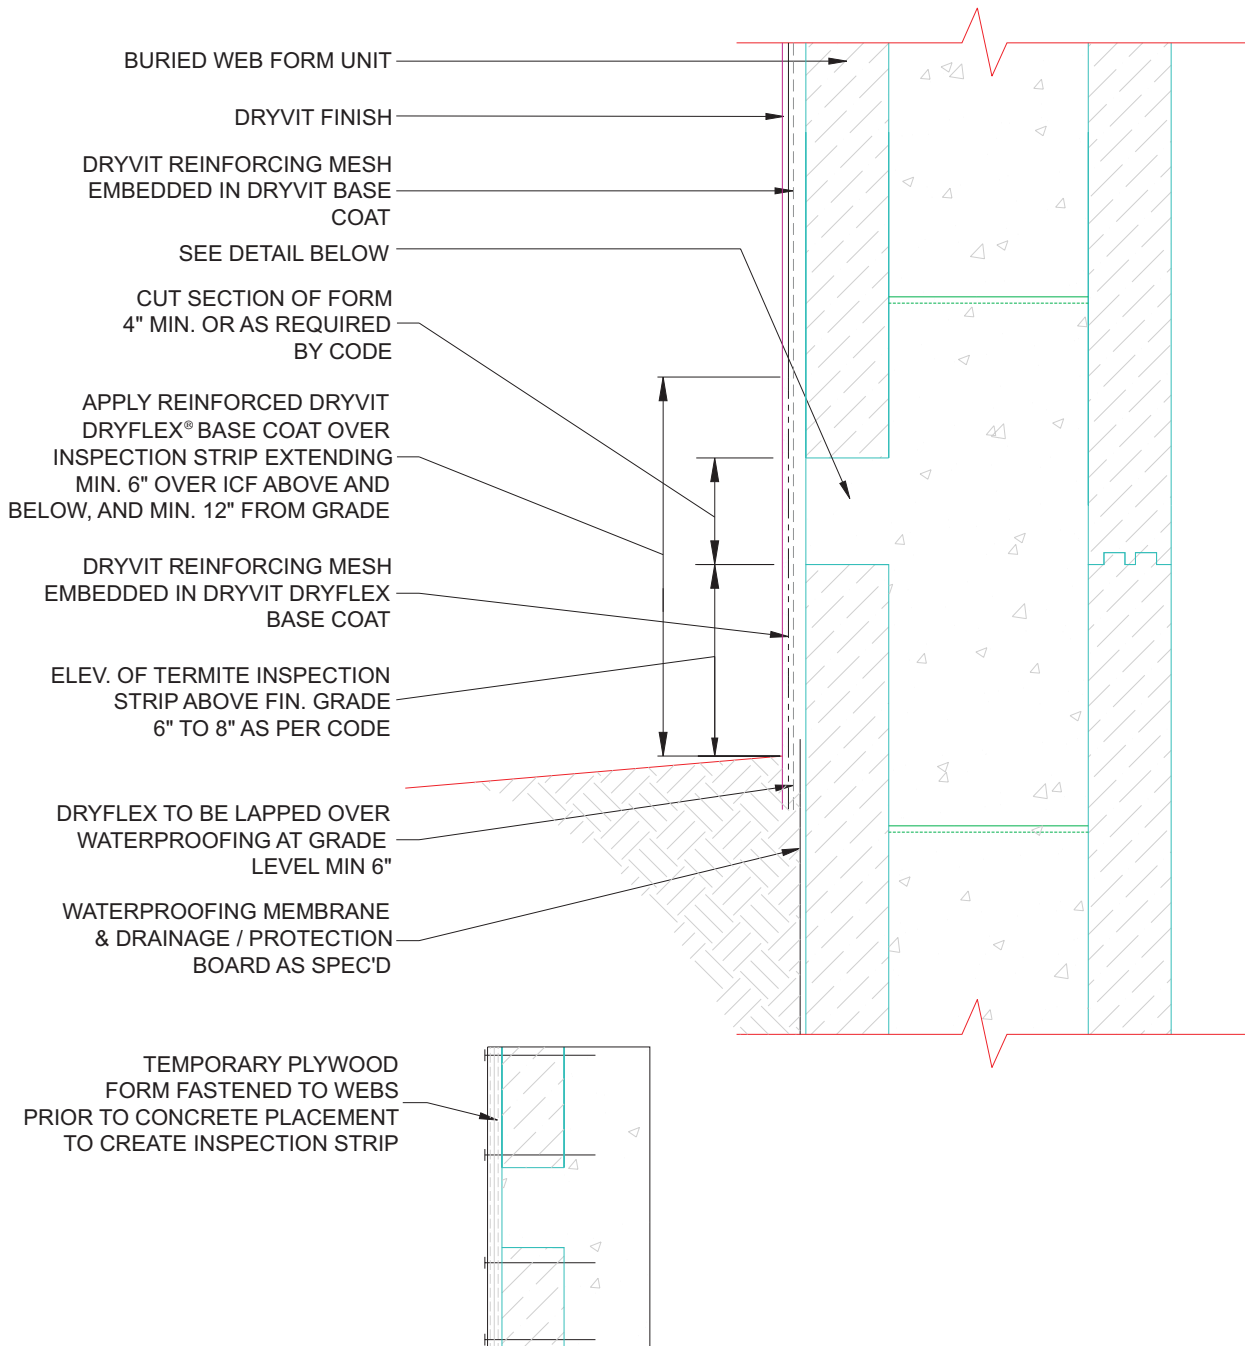 BURIED WEB FORM UNIT
DRYVIT FINISH
DRYVIT REINFORCING MESH
EMBEDDED IN DRYVIT BASE
COAT
SEE DETAIL BELOW
CUT SECTION OF FORM
4" MIN. OR AS REQUIRED
BY CODE
APPLY REINFORCED DRYVIT
DRYFLEX® BASE COAT OVER
INSPECTION STRIP EXTENDING
MIN. 6" OVER ICF ABOVE AND
BELOW, AND MIN. 12" FROM GRADE
DRYVIT REINFORCING MESH
EMBEDDED IN DRYVIT DRYFLEX
BASE COAT
ELEV. OF TERMITE INSPECTION
STRIP ABOVE FIN. GRADE
6" TO 8" AS PER CODE
DRYFLEX TO BE LAPPED OVER
WATERPROOFING AT GRADE
LEVEL MIN 6"
WATERPROOFING MEMBRANE
& DRAINAGE / PROTECTION
BOARD AS SPEC'D
TEMPORARY PLYWOOD
FORM FASTENED TO WEBS
PRIOR TO CONCRETE PLACEMENT
TO CREATE INSPECTION STRIP